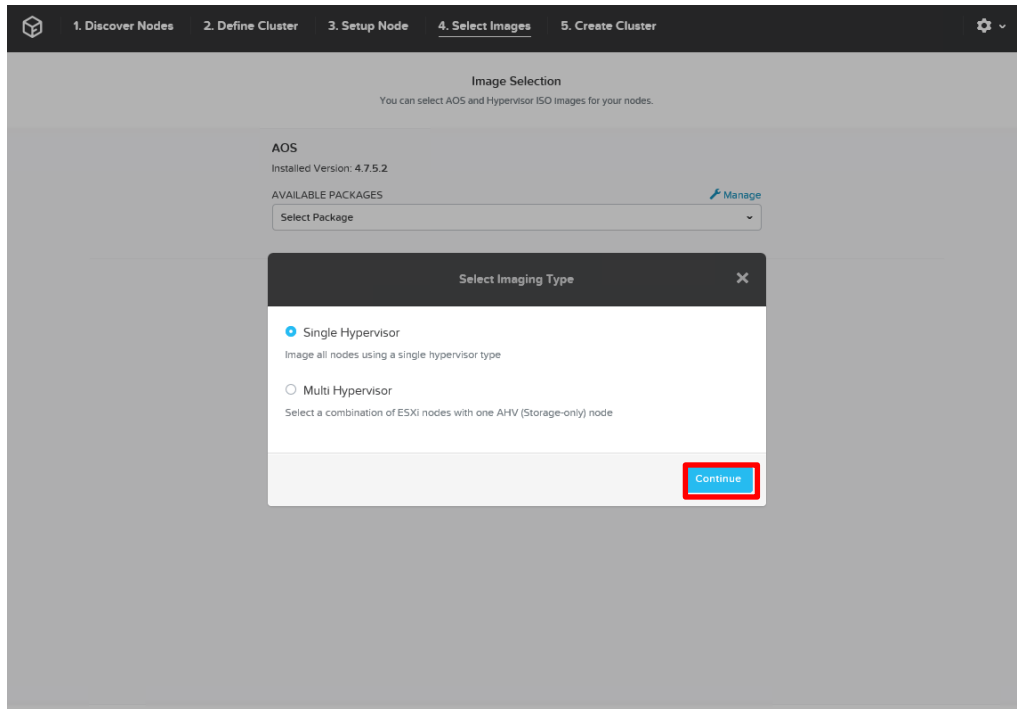 1. Discover Nodes 2. Define Cluster 3. Setup Node 4. Select Images 5. Create Cluster
Image Selection
You can select AOS and Hypervisor ISO images for your nodes.
AOS
Installed Version: 4.7.5.2
AVAILABLE PACKAGES Manage
Select Package
Select Imaging Type
Single Hypervisor
Image all nodes using a single hypervisor type
Multi Hypervisor
Select a combination of ESXi nodes with one AHV (Storage-only) node
Continue